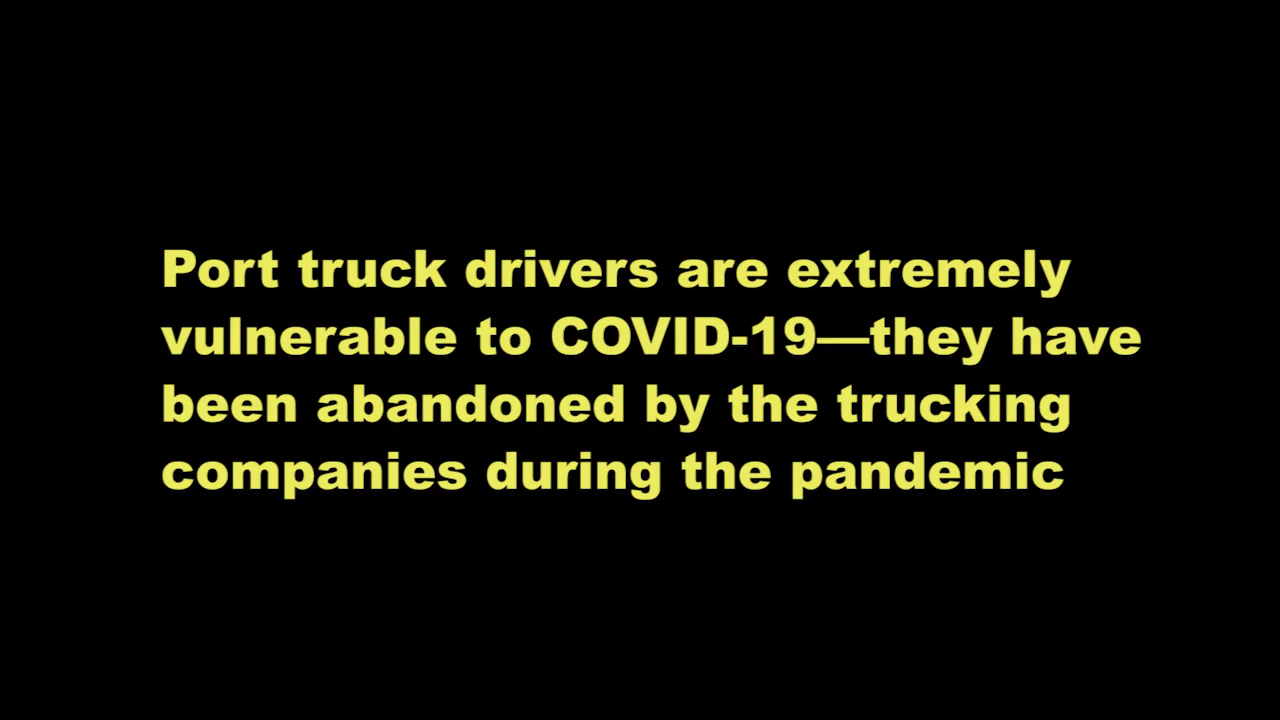 Port truck drivers are extremely
vulnerable to COVID-19—they have
been abandoned by the trucking
companies during the pandemic